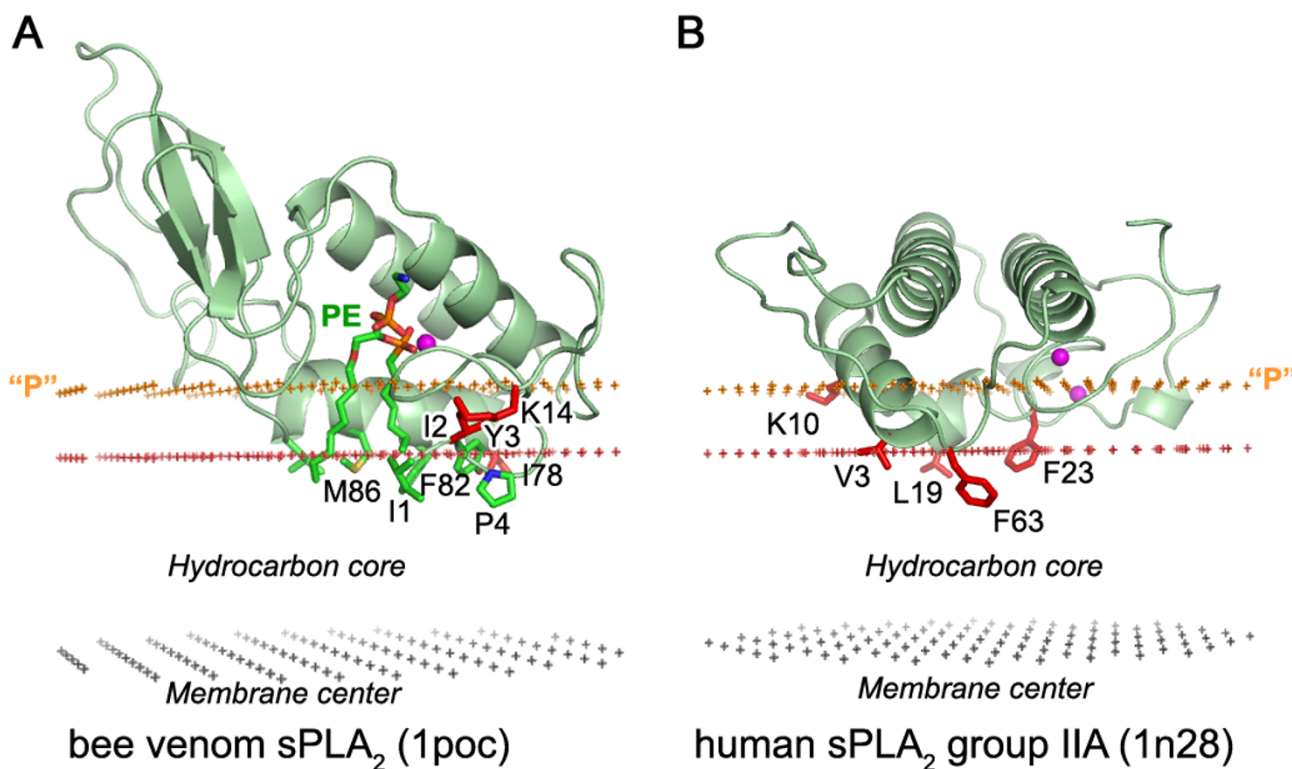 A
B
PE
"P"
"P"
K14
I2
Y3
K10
M86
F82
I78
I1
P4
V3
L19
F23
F63
Hydrocarbon core
Hydrocarbon core
Membrane center
Membrane center
bee venom sPLA₂ (1poc)
human sPLA₂ group IIA (1n28)